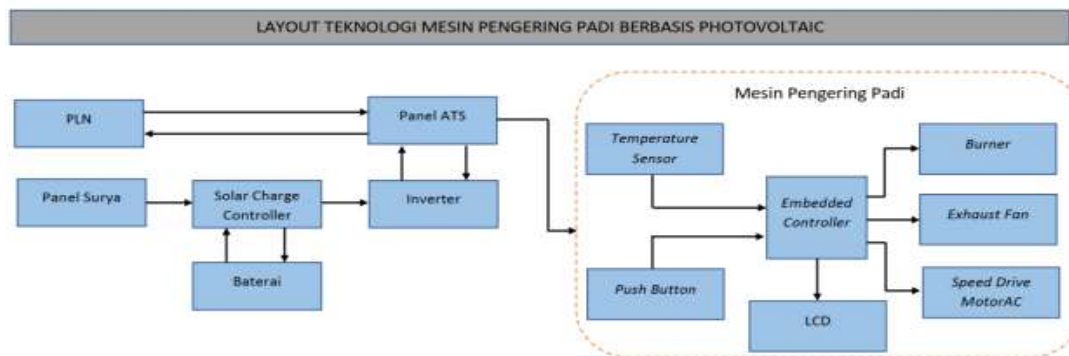 LAYOUT TEKNOLOGI MESIN PENGERING PADI BERBASIS PHOTOVOLTAIC
PLN
Panel ATS
Panel Surya
Solar Charge
Controller
Inverter
Baterai
Mesin Pengering Padi
Temperature
Sensor
Push Button
Embedded
Controller
LCD
Burner
Exhaust Fan
Speed Drive
MotorAC